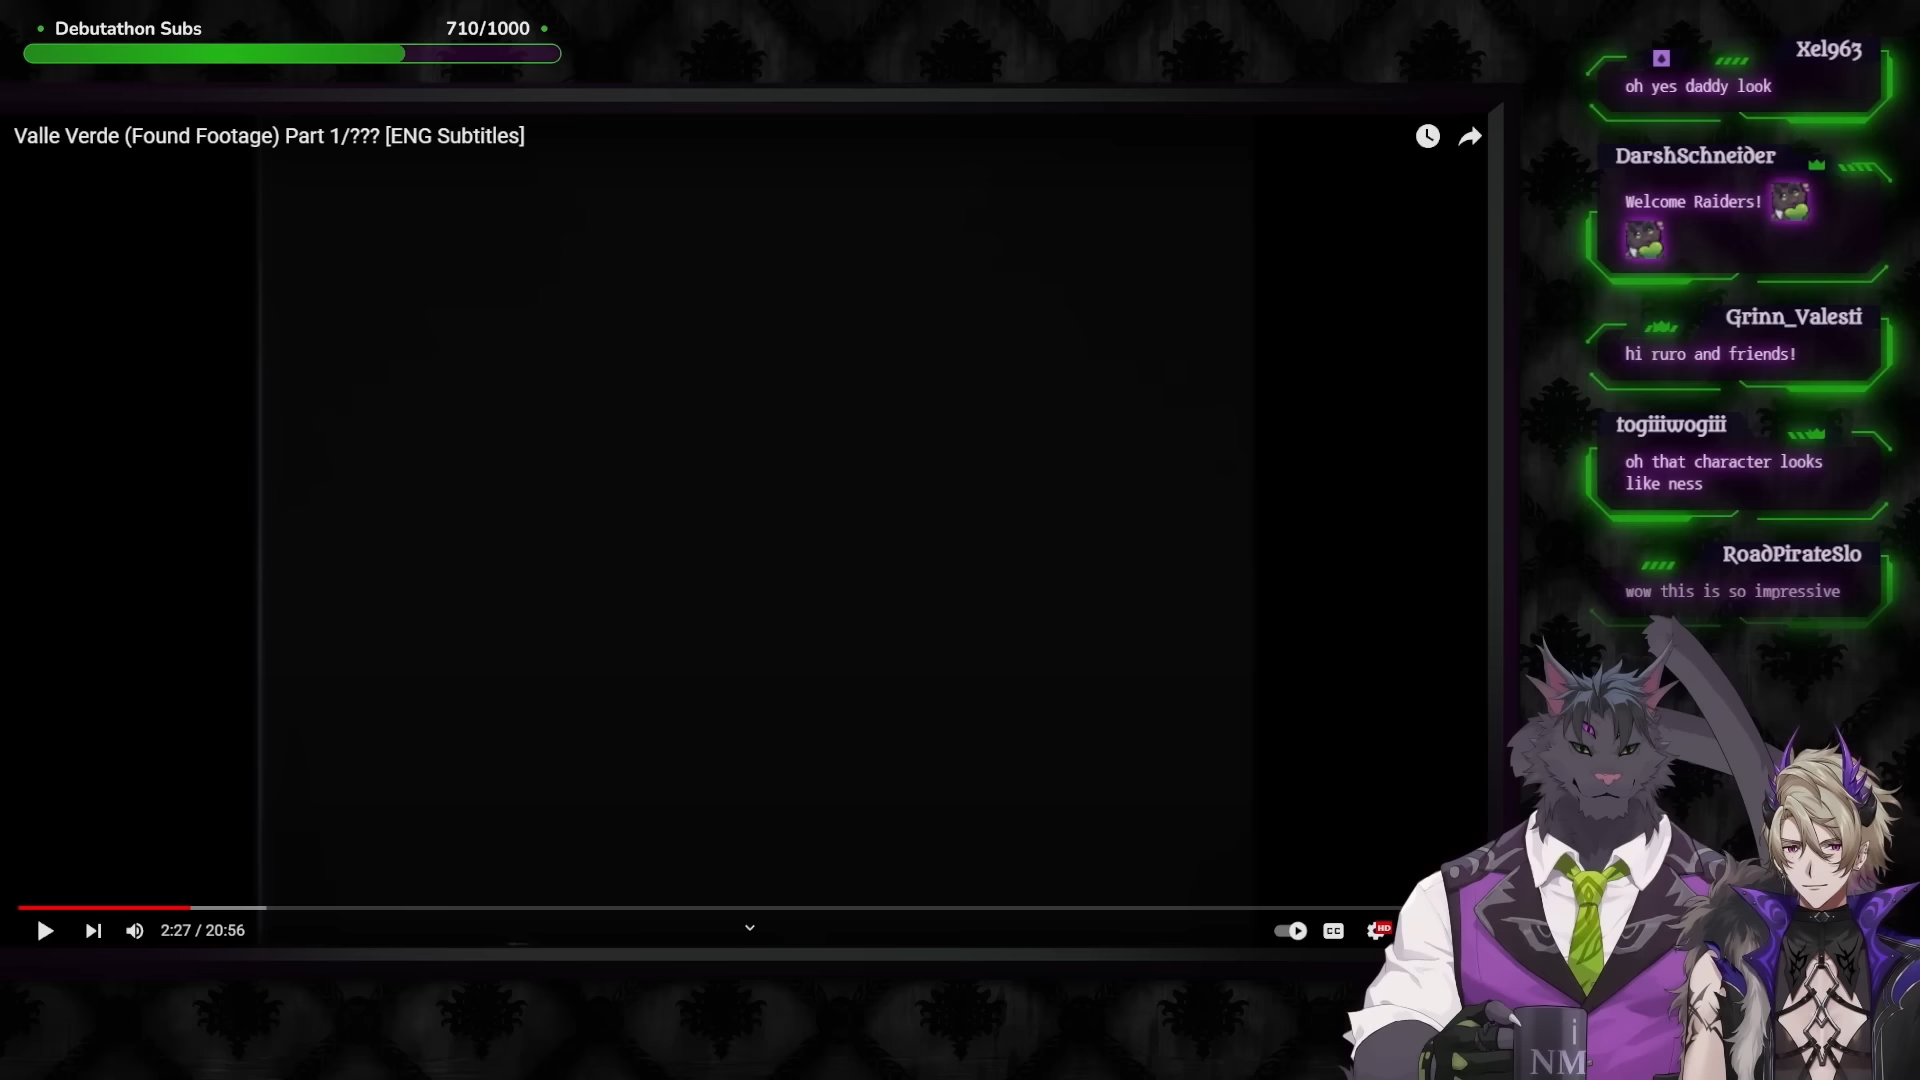 Debutathon Subs 710/1000
Valle Verde (Found Footage) Part 1/??? [ENG Subtitles]
2:27 / 20:56
CC
HD
Xel963
oh yes daddy look
DarshSchneider
Welcome Raiders!
Grinn_Valesti
hi ruro and friends!
togiiiwogiii
oh that character looks
like ness
RoadPirateSlo
wow this is so impressive
i
NM